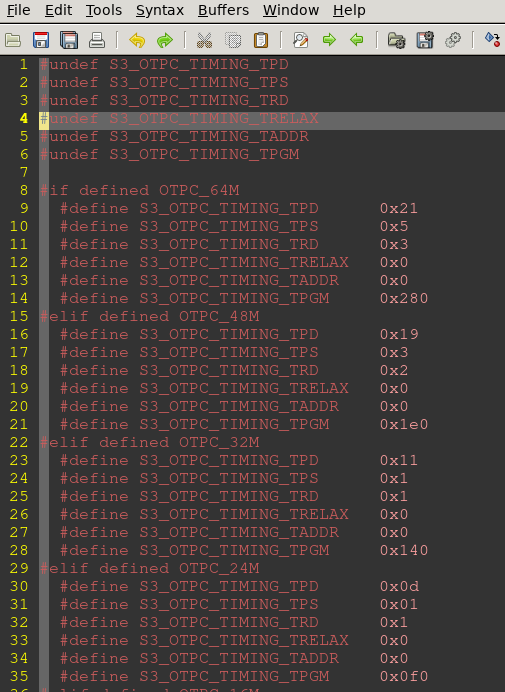 File Edit Tools Syntax Buffers Window Help
1 #undef S3_OTPC_TIMING_TPD
2 #undef S3_OTPC_TIMING_TPS
3 #undef S3_OTPC_TIMING_TRD
4 #undef S3_OTPC_TIMING_TRELAX
5 #undef S3_OTPC_TIMING_TADDR
6 #undef S3_OTPC_TIMING_TPGM
7
8 #if defined OTPC_64M
9   #define S3_OTPC_TIMING_TPD      0x21
10   #define S3_OTPC_TIMING_TPS      0x5
11   #define S3_OTPC_TIMING_TRD      0x3
12   #define S3_OTPC_TIMING_TRELAX   0x0
13   #define S3_OTPC_TIMING_TADDR    0x0
14   #define S3_OTPC_TIMING_TPGM     0x280
15 #elif defined OTPC_48M
16   #define S3_OTPC_TIMING_TPD      0x19
17   #define S3_OTPC_TIMING_TPS      0x3
18   #define S3_OTPC_TIMING_TRD      0x2
19   #define S3_OTPC_TIMING_TRELAX   0x0
20   #define S3_OTPC_TIMING_TADDR    0x0
21   #define S3_OTPC_TIMING_TPGM     0x1e0
22 #elif defined OTPC_32M
23   #define S3_OTPC_TIMING_TPD      0x11
24   #define S3_OTPC_TIMING_TPS      0x1
25   #define S3_OTPC_TIMING_TRD      0x1
26   #define S3_OTPC_TIMING_TRELAX   0x0
27   #define S3_OTPC_TIMING_TADDR    0x0
28   #define S3_OTPC_TIMING_TPGM     0x140
29 #elif defined OTPC_24M
30   #define S3_OTPC_TIMING_TPD      0x0d
31   #define S3_OTPC_TIMING_TPS      0x01
32   #define S3_OTPC_TIMING_TRD      0x1
33   #define S3_OTPC_TIMING_TRELAX   0x0
34   #define S3_OTPC_TIMING_TADDR    0x0
35   #define S3_OTPC_TIMING_TPGM     0x0f0